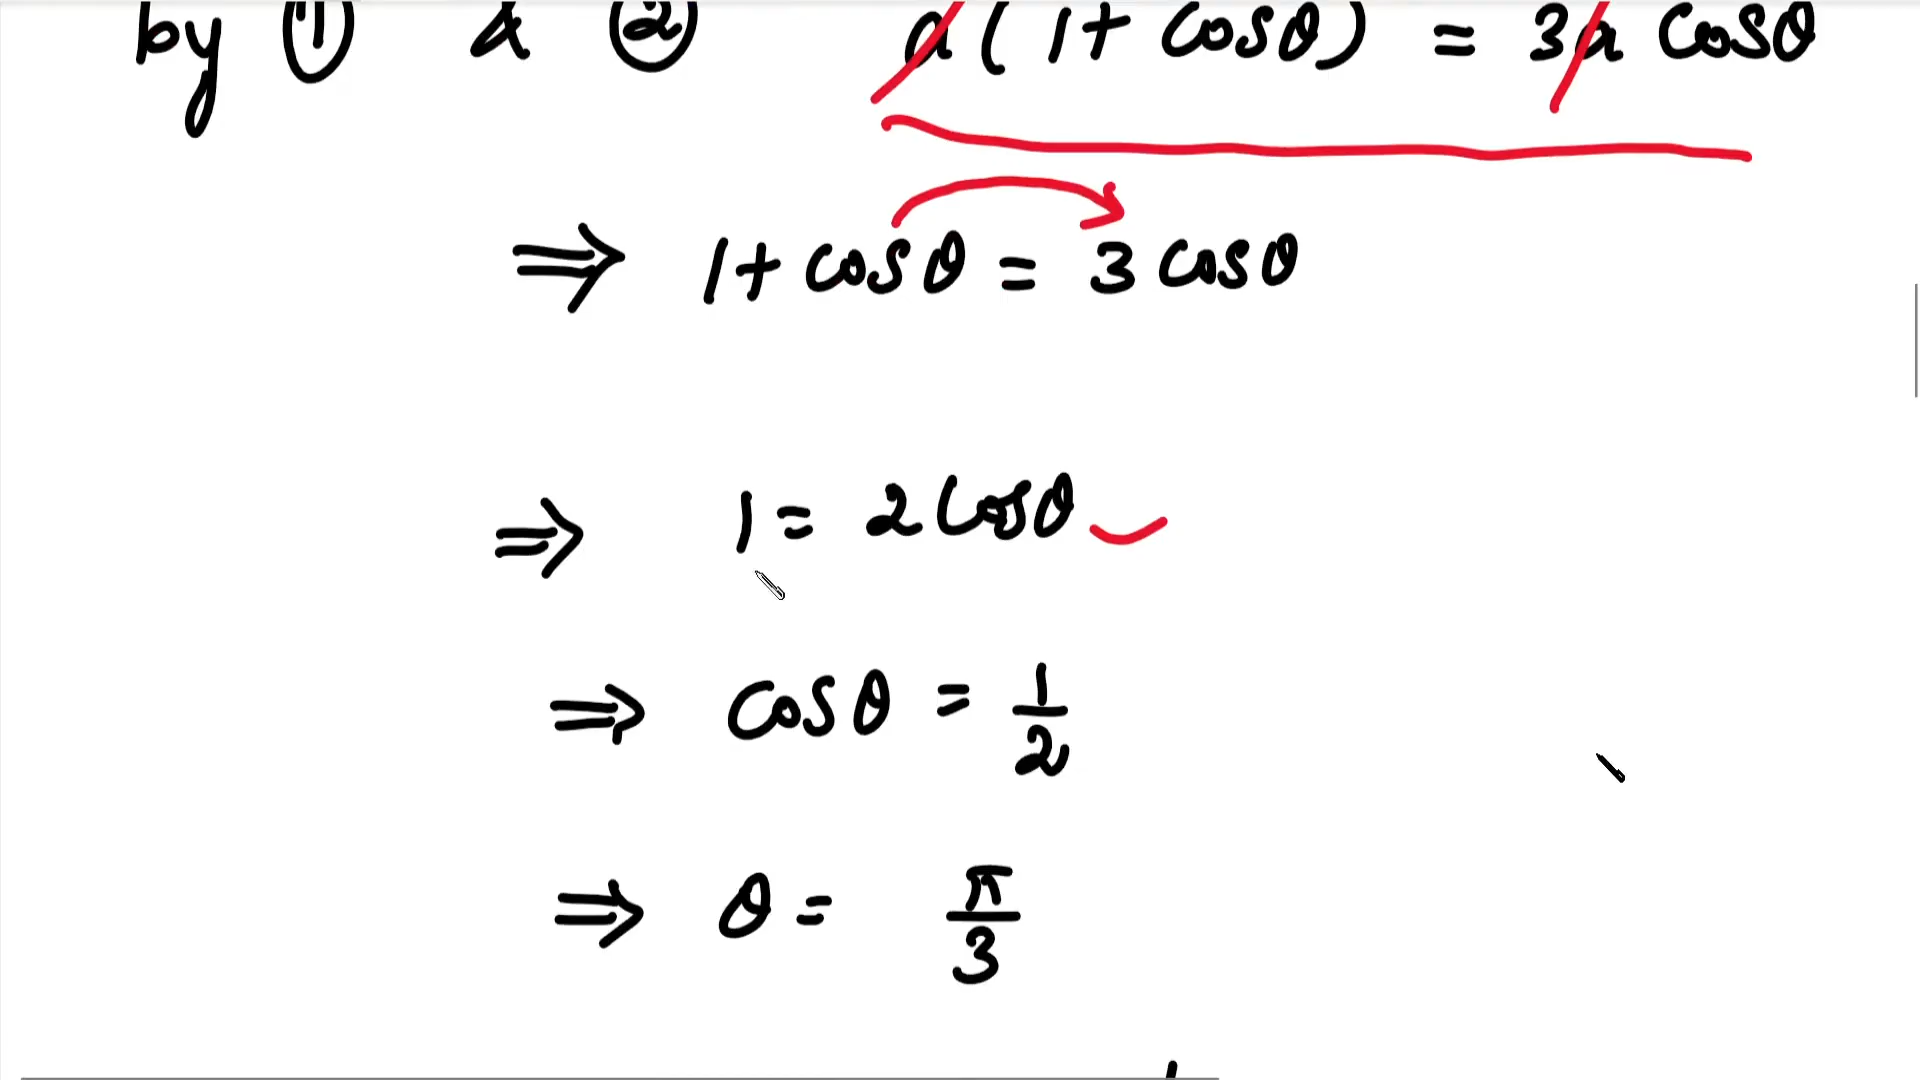 by ① & ② a(1+cosθ) = 3a cosθ
⇒ 1+cosθ = 3cosθ
⇒ 1 = 2cosθ
⇒ cosθ = 1/2
⇒ θ = π/3